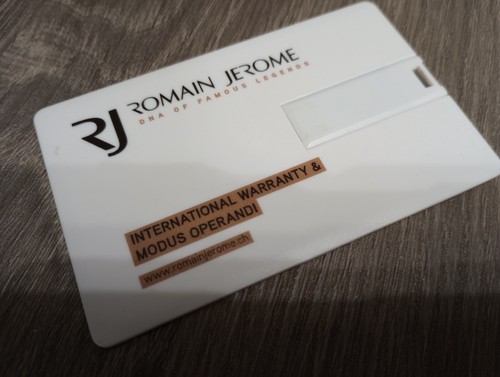 RJ ROMAIN JEROME
DNA OF FAMOUS LEGENDS
INTERNATIONAL WARRANTY &
MODUS OPERANDI
www.romainjerome.ch